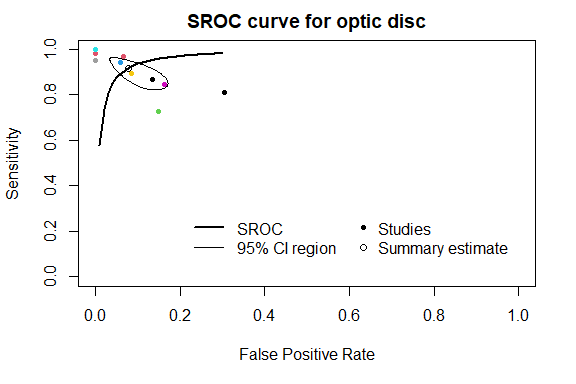 SROC curve for optic disc
Sensitivity
1.0
0.8
0.6
0.4
0.2
0.0
SROC
95% CI region
Studies
Summary estimate
0.0 0.2 0.4 0.6 0.8 1.0
False Positive Rate